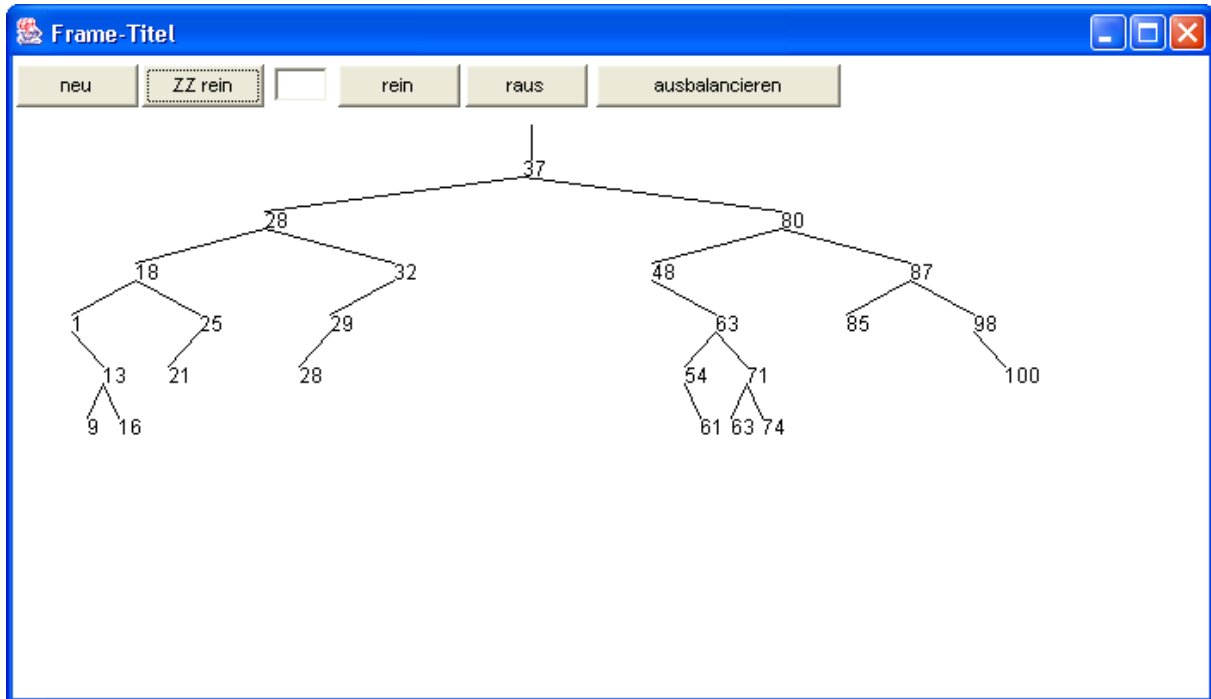 Frame-Titel
neu ZZ rein rein raus ausbalancieren
37
28 80
18 32 48 87
1 25 29 63 85 98
13 21 28 54 71 100
9 16 61 63 74